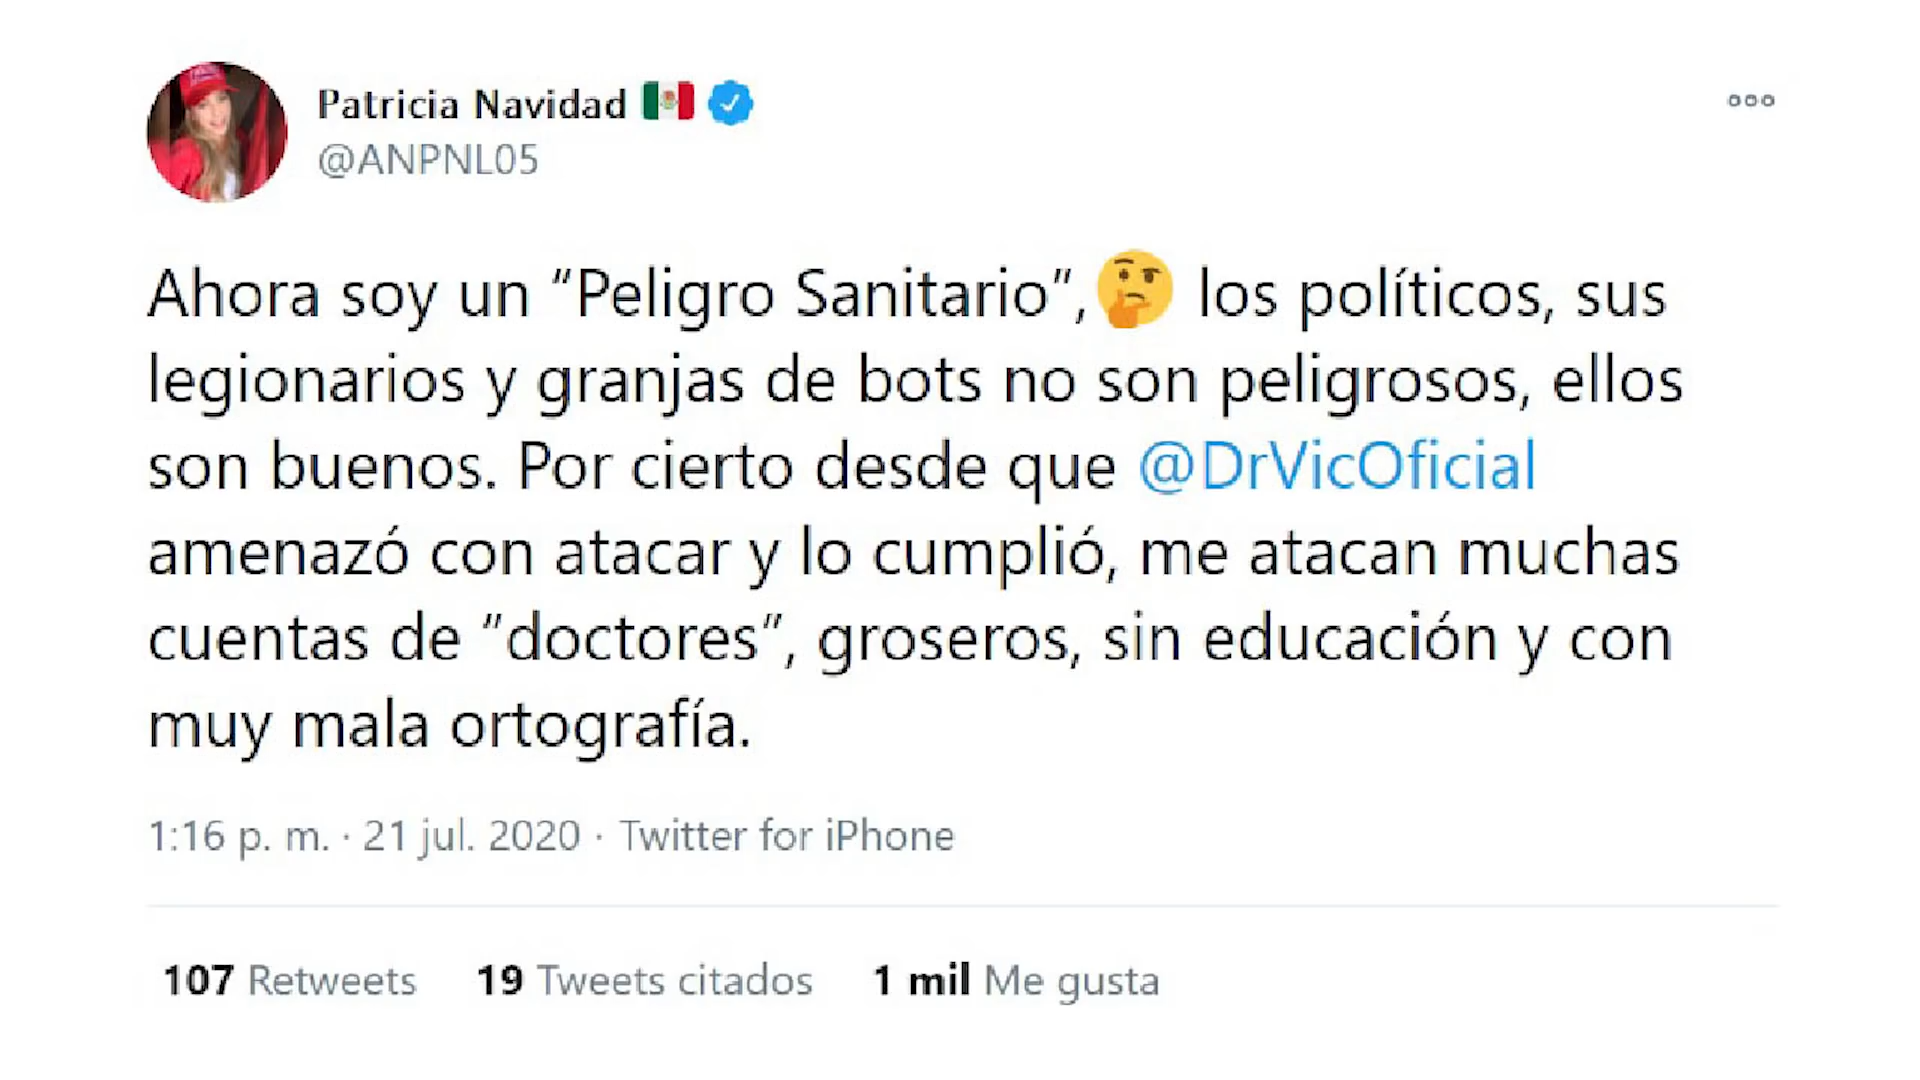 Patricia Navidad 🇲🇽
@ANPNL05
Ahora soy un “Peligro Sanitario”,🤔 los políticos, sus
legionarios y granjas de bots no son peligrosos, ellos
son buenos. Por cierto desde que @DrVicOficial
amenazó con atacar y lo cumplió, me atacan muchas
cuentas de ”doctores”, groseros, sin educación y con
muy mala ortografía.
1:16 p. m. · 21 jul. 2020 · Twitter for iPhone
107 Retweets 19 Tweets citados 1 mil Me gusta